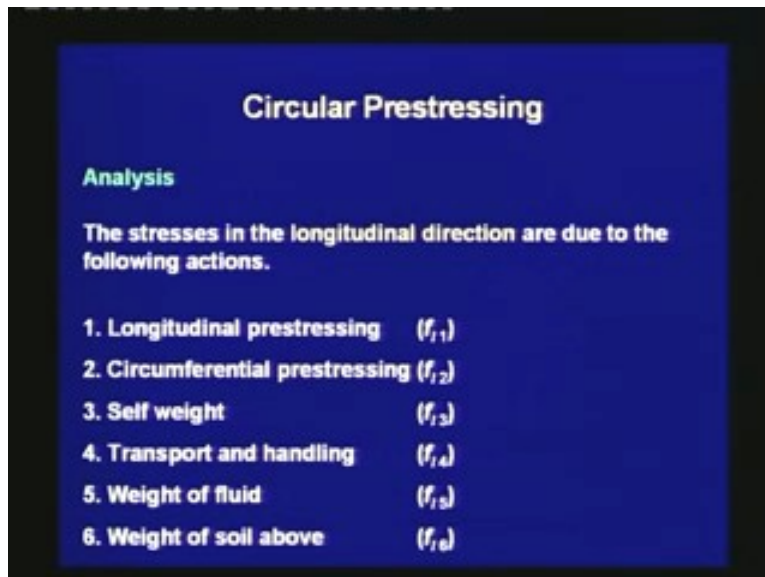 Circular Prestressing
Analysis
The stresses in the longitudinal direction are due to the
following actions.
1. Longitudinal prestressing (fl1)
2. Circumferential prestressing (fl2)
3. Self weight (fl3)
4. Transport and handling (fl4)
5. Weight of fluid (fl5)
6. Weight of soil above (fl6)